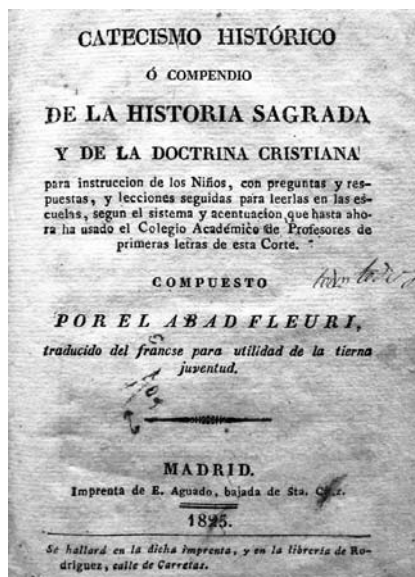 CATECISMO HISTÓRICO
Ó COMPENDIO
DE LA HISTORIA SAGRADA
Y DE LA DOCTRINA CRISTIANA
para instruccion de los Niños, con preguntas y res-
puestas, y lecciones seguidas para leerlas en las es-
cuelas, segun el sistema y acentuacion, que hasta aho-
ra ha usado el Colegio Académico de Profesores de
primeras letras de esta Corte.
COMPUESTO
POR EL ABAD FLEURI,
traducido del francse para utilidad de la tierna
juventud.
MADRID.
Imprenta de E. Aguado, bajada de Sta.
1825.
Se hallará en la dicha imprenta, y en la librería de Ro-
driguez, calle de Carretas.